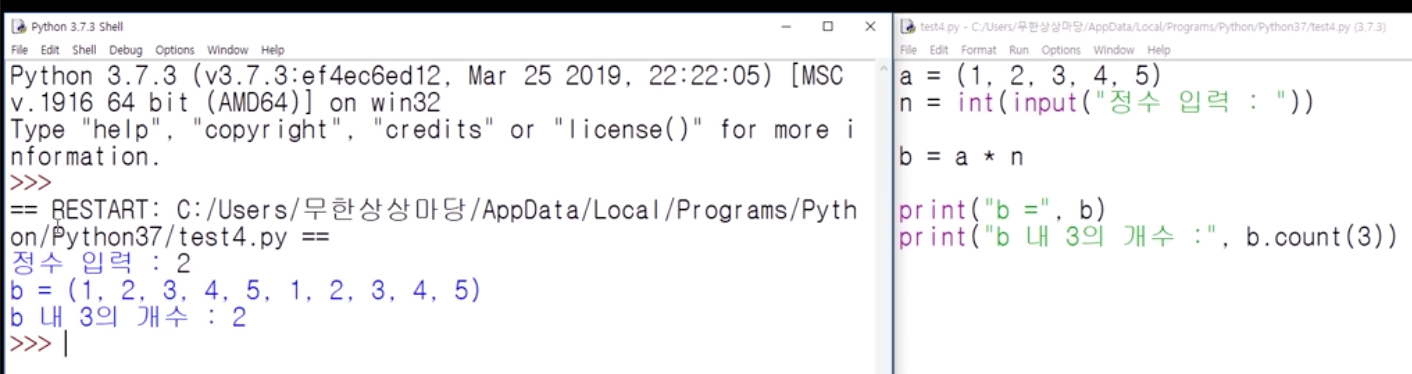 Python 3.7.3 Shell
File Edit Shell Debug Options Window Help
Python 3.7.3 (v3.7.3:ef4ec6ed12, Mar 25 2019, 22:22:05) [MSC
v.1916 64 bit (AMD64)] on win32
Type "help", "copyright", "credits" or "license()" for more i
nformation.
>>>
== RESTART: C:/Users/무한상상마당/AppData/Local/Programs/Pyth
on/Python37/test4.py ==
정수 입력 : 2
b = (1, 2, 3, 4, 5, 1, 2, 3, 4, 5)
b 내 3의 개수 : 2
>>>
test4.py - C:/Users/무한상상마당/AppData/Local/Programs/Python/Python37/test4.py (3.7.3)
File Edit Format Run Options Window Help
a = (1, 2, 3, 4, 5)
n = int(input("정수 입력 : "))
b = a * n
print("b =", b)
print("b 내 3의 개수 :", b.count(3))